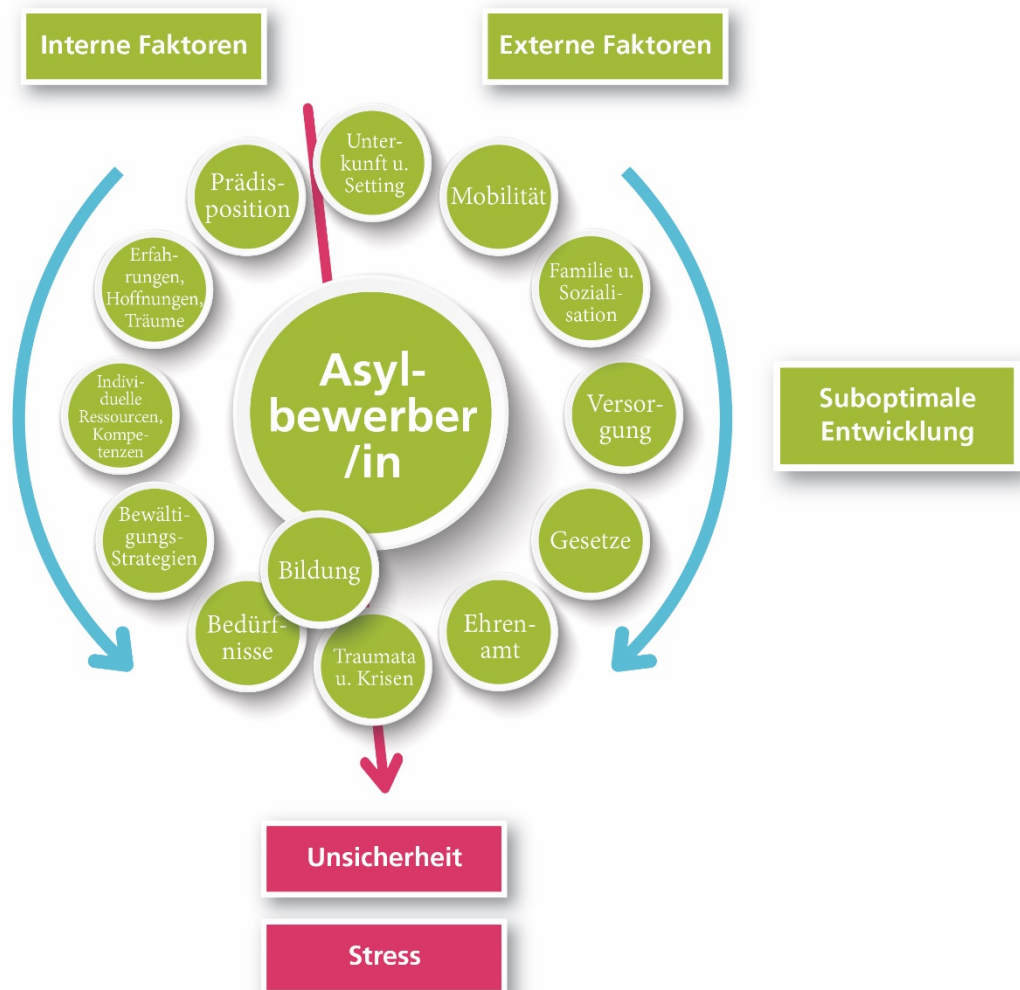 Interne Faktoren
Externe Faktoren
Unter-
kunft u.
Setting
Prädis-
position
Mobilität
Erfah-
rungen,
Hoffnungen,
Träume
Familie u.
Soziali-
sation
Asyl-
bewerber
/in
Indivi-
duelle
Ressourcen,
Kompe-
tenzen
Versor-
gung
Suboptimale
Entwicklung
Bewälti-
gungs-
Strategien
Gesetze
Bildung
Bedürf-
nisse
Traumata
u. Krisen
Ehren-
amt
Unsicherheit
Stress